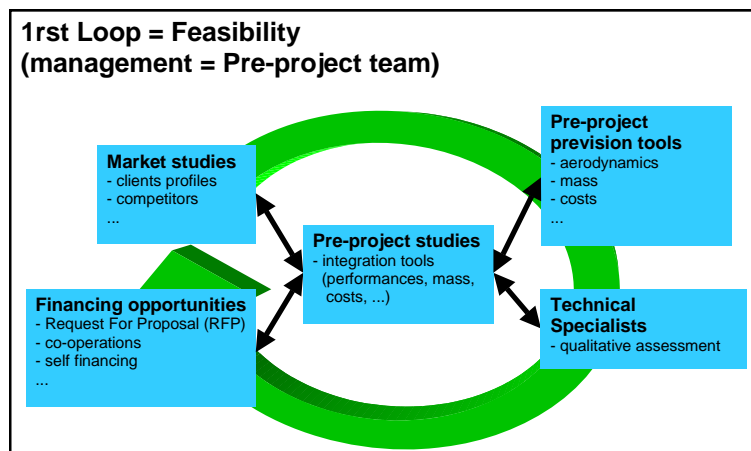 1rst Loop = Feasibility
(management = Pre-project team)
Market studies
- clients profiles
- competitors
...
Pre-project
prevision tools
- aerodynamics
- mass
- costs
...
Pre-project studies
- integration tools
(performances, mass,
costs, ...)
Financing opportunities
- Request For Proposal (RFP)
- co-operations
- self financing
...
Technical
Specialists
- qualitative assessment